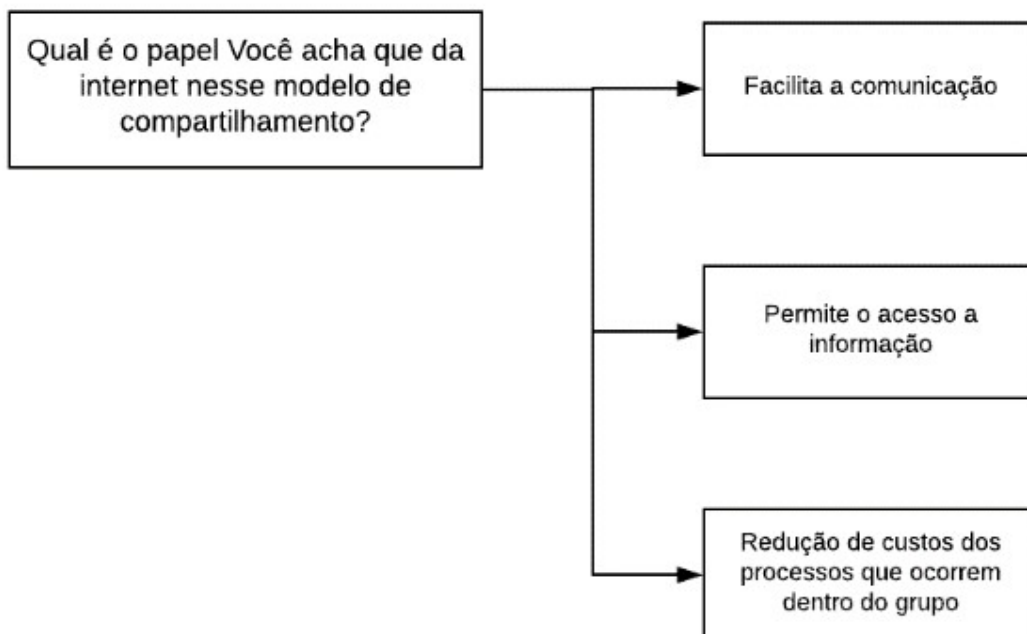 Qual é o papel Você acha que da
internet nesse modelo de
compartilhamento?
Facilita a comunicação
Permite o acesso a
informação
Redução de custos dos
processos que ocorrem
dentro do grupo